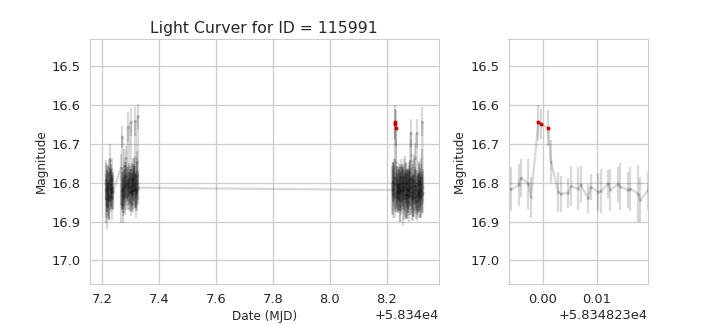 Light Curver for ID = 115991
Magnitude
16.5
16.6
16.7
16.8
16.9
17.0
7.2 7.4 7.6 7.8 8.0 8.2
Date (MJD)
+5.834e4
Magnitude
16.5
16.6
16.7
16.8
16.9
17.0
0.00 0.01
+5.834823e4